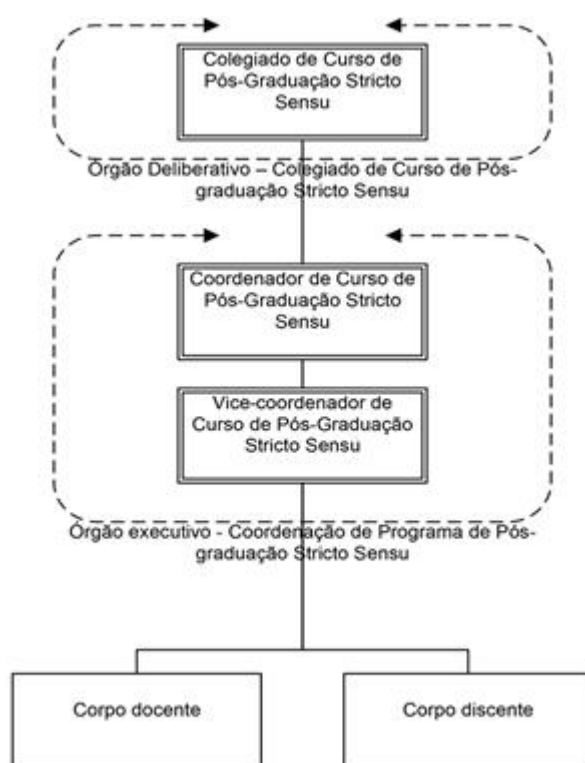 Colegiado de Curso de
Pós-Graduação Stricto
Sensu
Órgão Deliberativo – Colegiado de Curso de Pós-
graduação Stricto Sensu
Coordenador de Curso de
Pós-Graduação Stricto
Sensu
Vice-coordenador de
Curso de Pós-Graduação
Stricto Sensu
Órgão executivo - Coordenação de Programa de Pós-
graduação Stricto Sensu
Corpo docente
Corpo discente